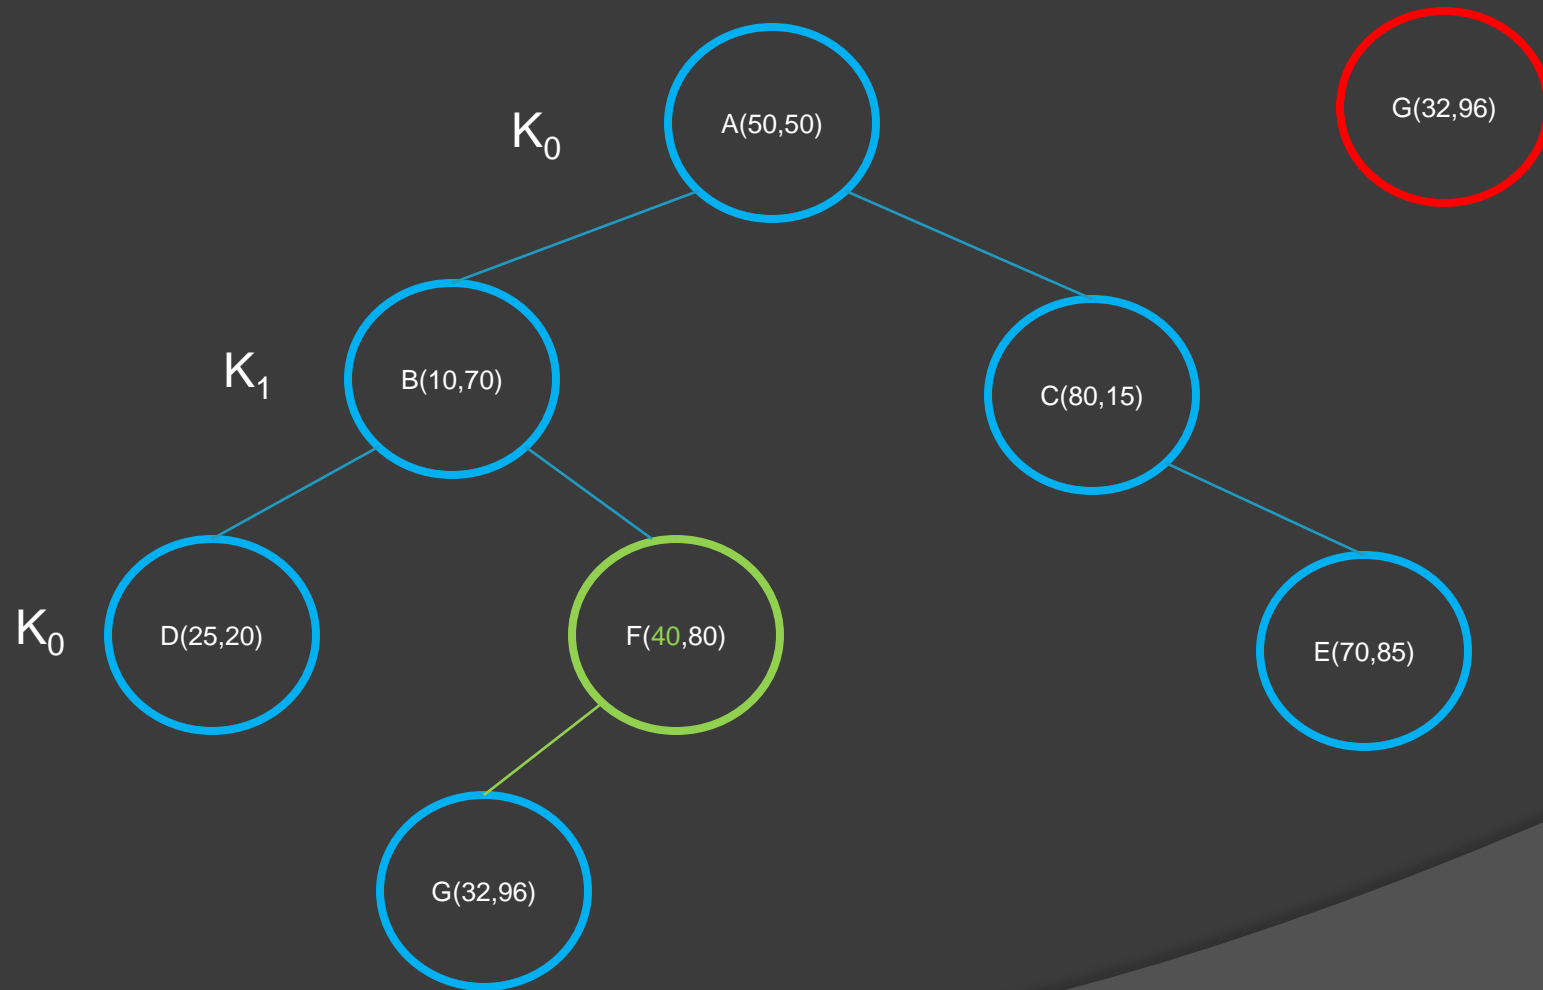 G(32,96)
A(50,50)
K₀
K₁
B(10,70)
C(80,15)
K₀
D(25,20)
F(40,80)
E(70,85)
G(32,96)